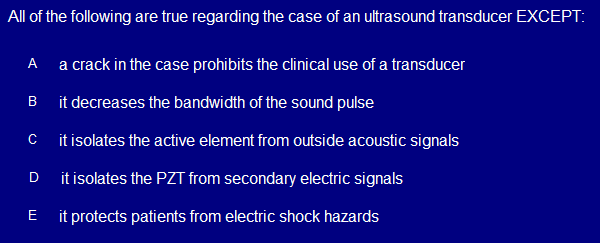 All of the following are true regarding the case of an ultrasound transducer EXCEPT:
A a crack in the case prohibits the clinical use of a transducer
B it decreases the bandwidth of the sound pulse
C it isolates the active element from outside acoustic signals
D it isolates the PZT from secondary electric signals
E it protects patients from electric shock hazards